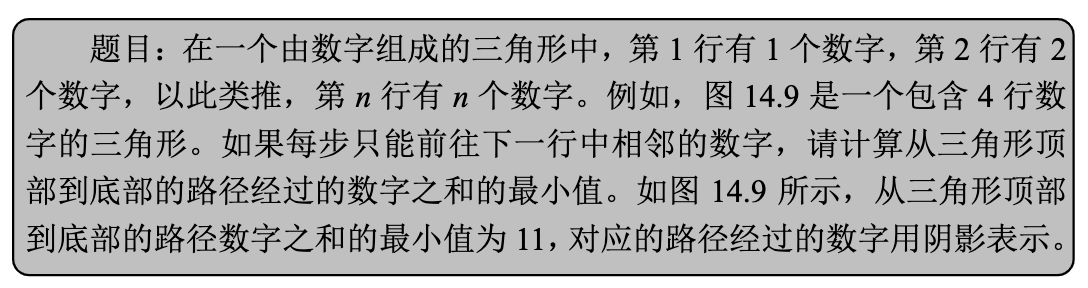 题目：在一个由数字组成的三角形中，第 1 行有 1 个数字，第 2 行有 2
个数字，以此类推，第 n 行有 n 个数字。例如，图 14.9 是一个包含 4 行数
字的三角形。如果每步只能前往下一行中相邻的数字，请计算从三角形顶
部到底部的路径经过的数字之和的最小值。如图 14.9 所示，从三角形顶部
到底部的路径数字之和的最小值为 11，对应的路径经过的数字用阴影表示。